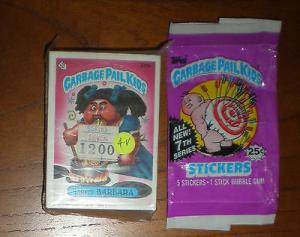 GARBAGE PAIL KIDS
1200
4-V
BARBARA
Topps
GARBAGE PAIL KIDS
ALL NEW!
7TH
SERIES
25¢
STICKERS
5 STICKERS • 1 STICK BUBBLE GUM